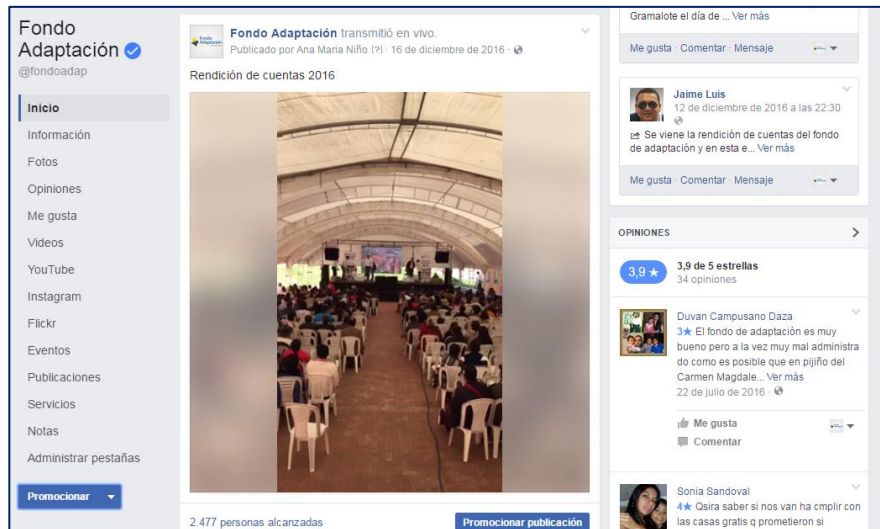 Fondo
Adaptación
@fondoadap
Inicio
Información
Fotos
Opiniones
Me gusta
Videos
YouTube
Instagram
Flickr
Eventos
Publicaciones
Servicios
Notas
Administrar pestañas
Promocionar
Fondo Adaptación transmitió en vivo.
Publicado por Ana Maria Niño [?] · 16 de diciembre de 2016 ·
Rendición de cuentas 2016
2.477 personas alcanzadas
Promocionar publicación
Gramalote el día de ... Ver más
Me gusta · Comentar · Mensaje
Jaime Luis
12 de diciembre de 2016 a las 22:30
Se viene la rendición de cuentas del fondo
de adaptación y en esta e... Ver más
Me gusta · Comentar · Mensaje
OPINIONES
3,9 ★
3,9 de 5 estrellas
34 opiniones
Duvan Campusano Daza
3★ El fondo de adaptación es muy
bueno pero a la vez muy mal administra
do como es posible que en pijiño del
Carmen Magdale... Ver más
22 de julio de 2016 ·
Me gusta
Comentar
Sonia Sandoval
4★ Qsira saber si nos van ha cmplir con
las casas gratis q prometieron si